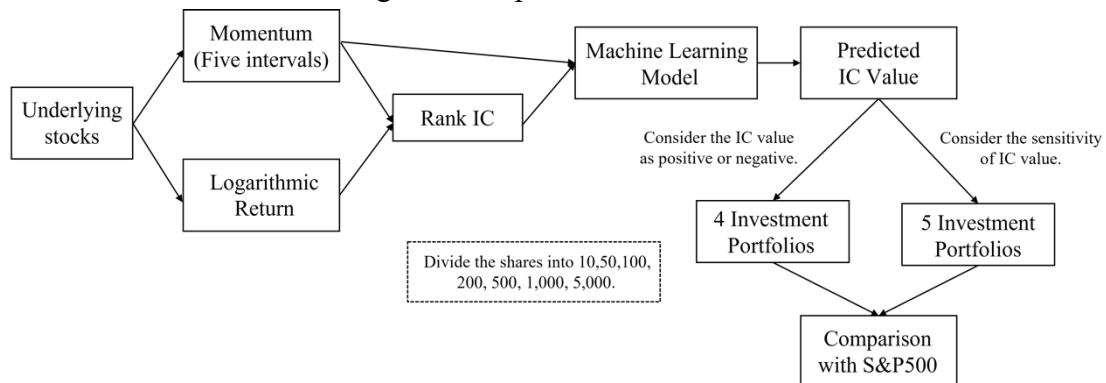 Momentum
(Five intervals)
Machine Learning
Model
Predicted
IC Value
Underlying
stocks
Rank IC
Consider the IC value
as positive or negative.
Consider the sensitivity
of IC value.
Logarithmic
Return
4 Investment
Portfolios
5 Investment
Portfolios
Divide the shares into 10,50,100,
200, 500, 1,000, 5,000.
Comparison
with S&P500